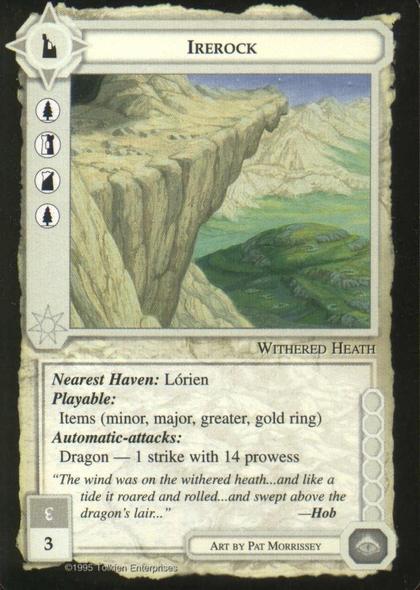 IREROCK
WITHERED HEATH
Nearest Haven: Lórien
Playable:
Items (minor, major, greater, gold ring)
Automatic-attacks:
Dragon — 1 strike with 14 prowess
“The wind was on the withered heath...and like a
tide it roared and rolled...and swept above the
dragon’s lair...” —Hob
3
3
ART BY PAT MORRISSEY
©1995 Tolkien Enterprises